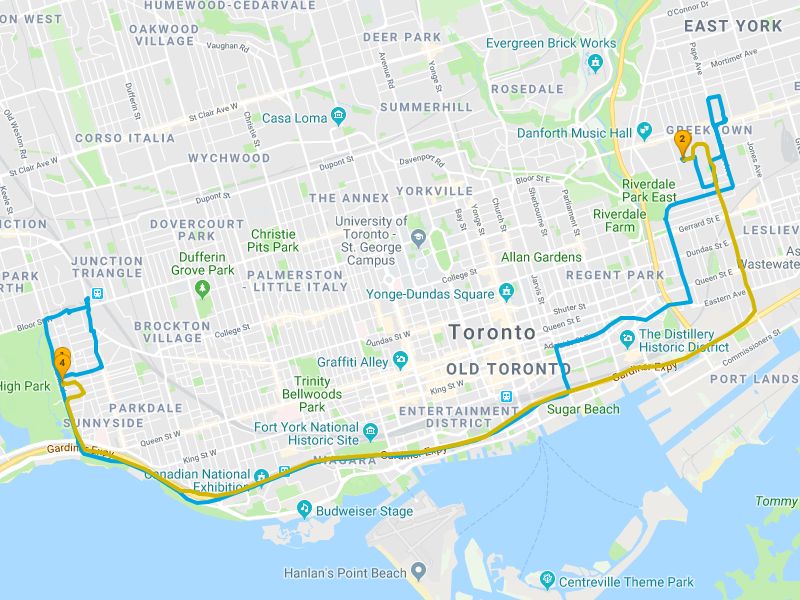 HUMEWOOD-CEDARVALE
O'Connor Dr
EAST YORK
OAKWOOD
VILLAGE
DEER PARK
Evergreen Brick Works
Vaughan Rd
Avenue Rd
Yonge St
Pape Ave
Mortimer Ave
Dufferin St
ROSEDALE
St Clair Ave W
Casa Loma
SUMMERHILL
Old Weston Rd
Christie St
CORSO ITALIA
Danforth Music Hall
GREEKTOWN
2
WYCHWOOD
Dupont St
Davenport Rd
Jones Ave
St Clair Ave W
Bloor St E
Keele St
Dupont St
THE ANNEX
YORKVILLE
Riverdale
Park East
Sherbourne St
Parliament St
Church St
Yonge St
Bay St
DOVERCOURT
PARK
Christie
Pits Park
University of
Toronto -
St. George
Campus
Riverdale
Farm
Gerrard St E
LESLIEV
Dufferin
Grove Park
Allan Gardens
Dundas St E
JUNCTION
TRIANGLE
PALMERSTON
- LITTLE ITALY
College St
Jarvis St
REGENT PARK
Queen St E
Wastewate
Yonge-Dundas Square
Eastern Ave
Shuter St
Bloor St
BROCKTON
VILLAGE
College St
Dundas St W
Toronto
Queen St E
The Distillery
Historic District
Commissioners St
Graffiti Alley
OLD TORONTO
4
High Park
Trinity
Bellwoods
Park
King St W
Gardiner Expy
PORT LANDS
PARKDALE
SUNNYSIDE
ENTERTAINMENT
DISTRICT
Sugar Beach
Queen St W
Fort York National
Historic Site
King St W
Gardiner Expy
NIAGARA
Gardiner Expy
Canadian National
Exhibition
Budweiser Stage
Tommy
Hanlan's Point Beach
Centreville Theme Park